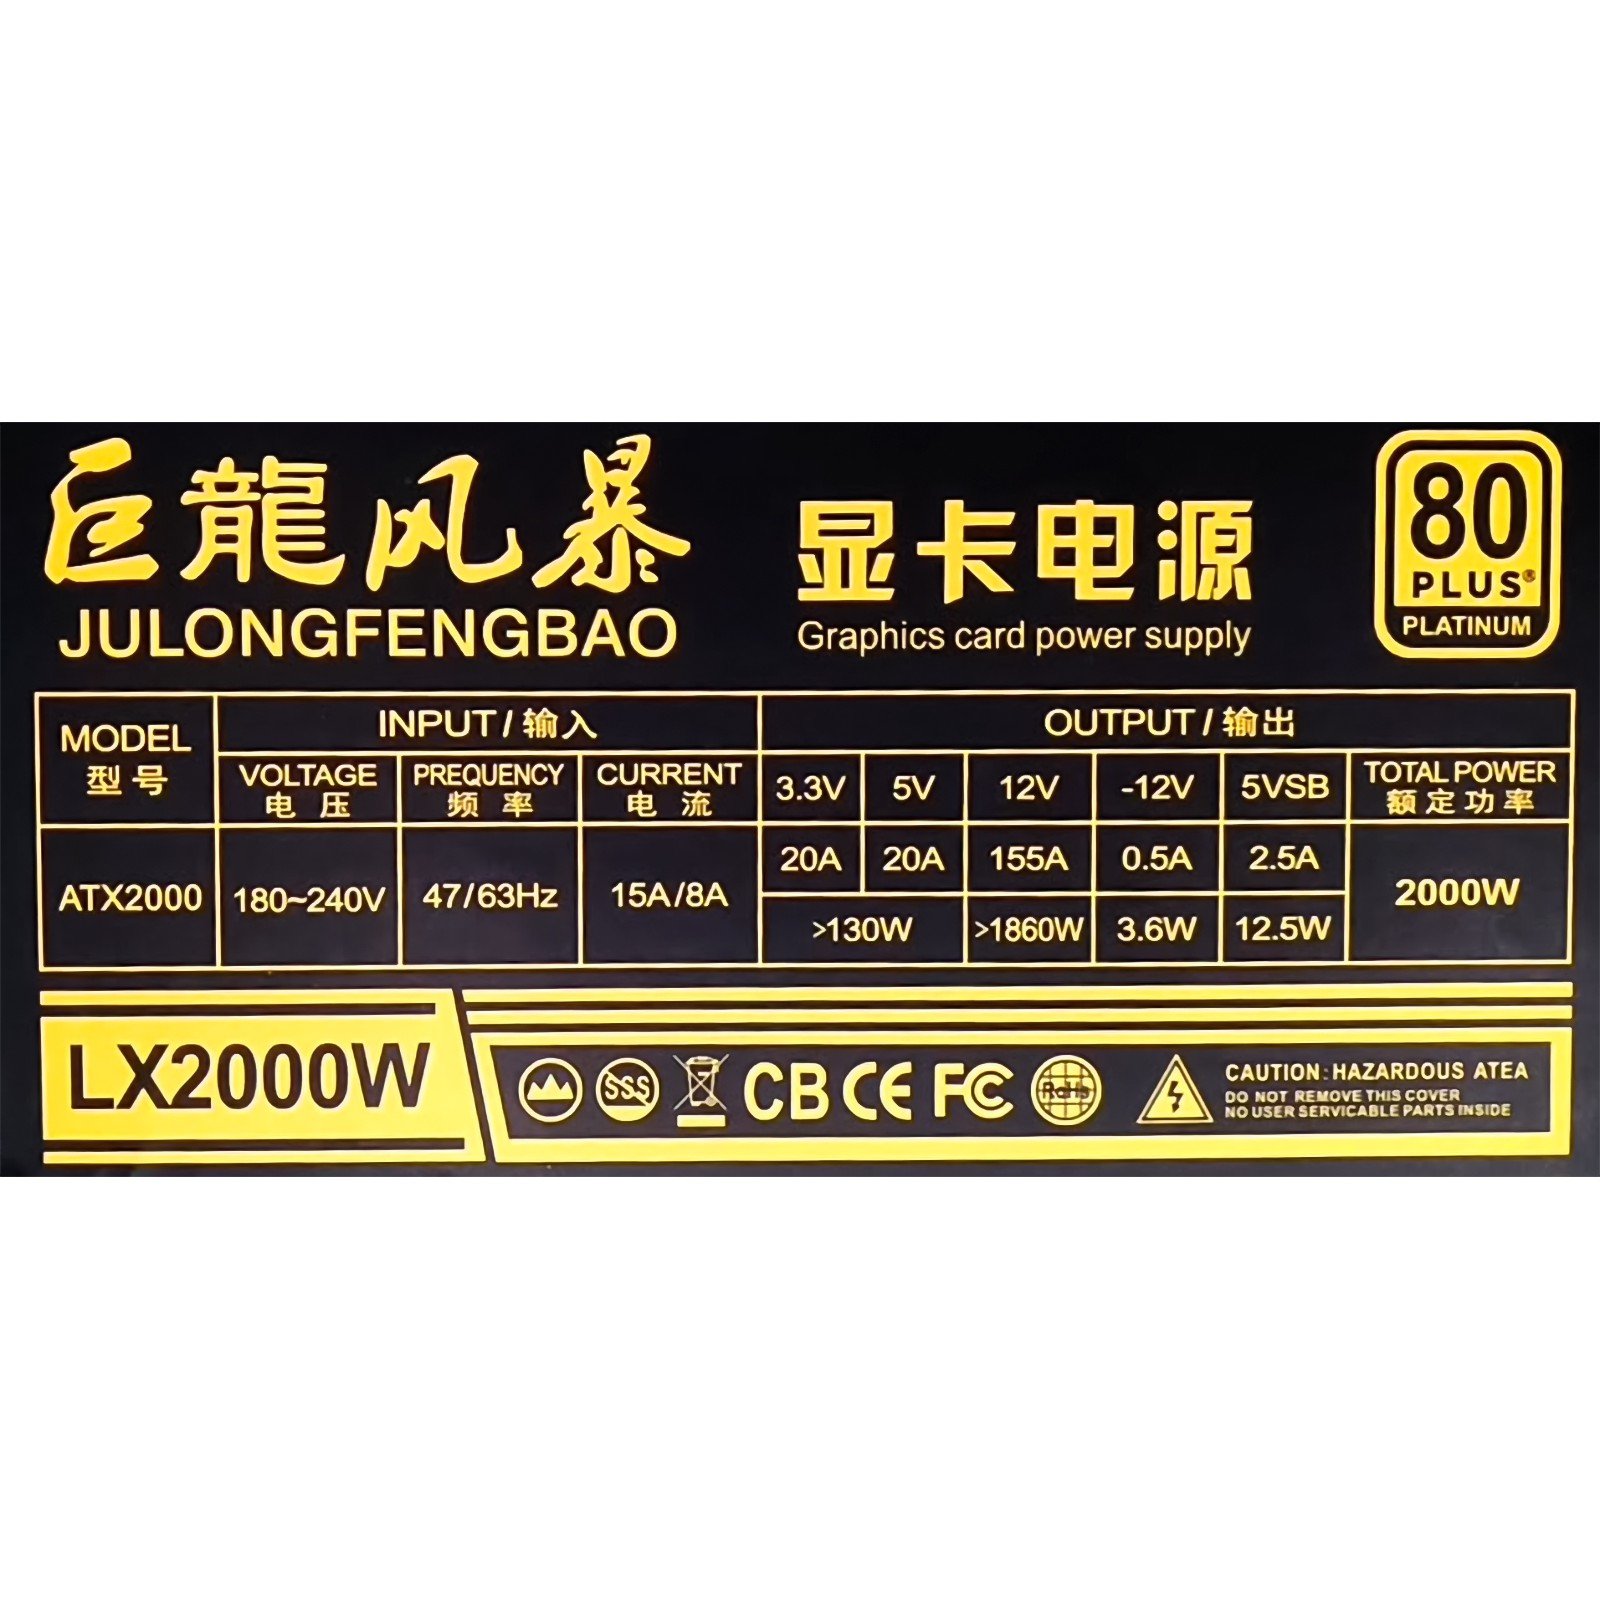 巨龍风暴
JULONGFENGBAO
显卡电源
Graphics card power supply
80
PLUS®
PLATINUM
MODEL
型号
INPUT / 输入
OUTPUT / 输出
VOLTAGE
电压
PREQUENCY
频率
CURRENT
电流
3.3V
5V
12V
-12V
5VSB
TOTAL POWER
额定功率
ATX2000
180~240V
47/63Hz
15A/8A
20A
20A
155A
0.5A
2.5A
2000W
>130W
>1860W
3.6W
12.5W
LX2000W
SSS
CB CE FC
RoHS
CAUTION: HAZARDOUS ATEA
DO NOT REMOVE THIS COVER
NO USER SERVICABLE PARTS INSIDE